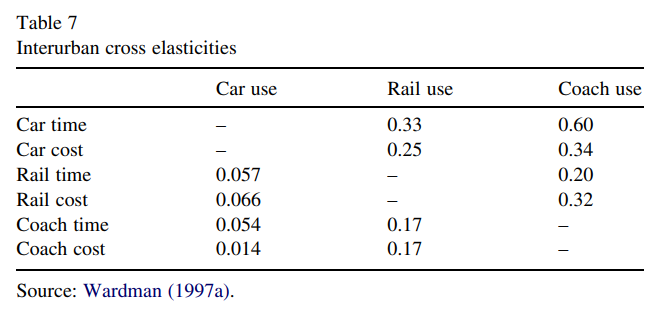 Table 7
Interurban cross elasticities
Car use Rail use Coach use
Car time – 0.33 0.60
Car cost – 0.25 0.34
Rail time 0.057 – 0.20
Rail cost 0.066 – 0.32
Coach time 0.054 0.17 –
Coach cost 0.014 0.17 –
Source: Wardman (1997a).